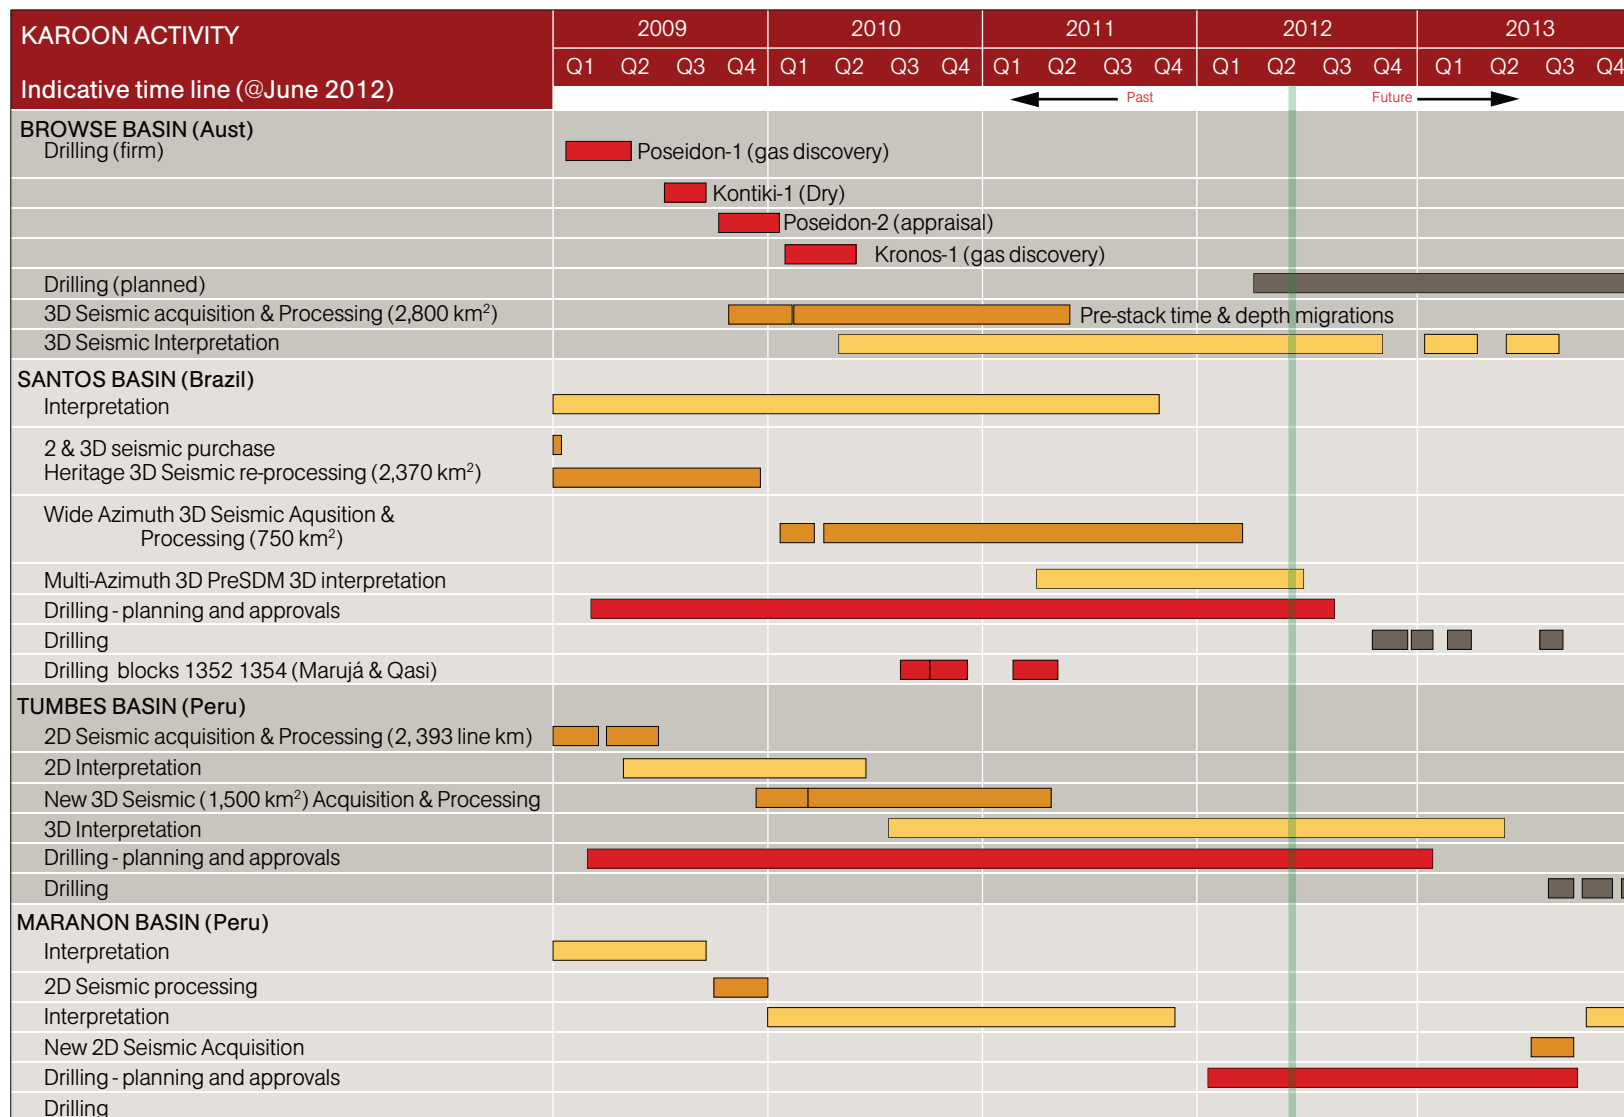 KAROON ACTIVITY
2009 2010 2011 2012 2013
Q1 Q2 Q3 Q4 Q1 Q2 Q3 Q4 Q1 Q2 Q3 Q4 Q1 Q2 Q3 Q4 Q1 Q2 Q3 Q4
Indicative time line (@June 2012)
Past Future
BROWSE BASIN (Aust)
Drilling (firm) Poseidon-1 (gas discovery)
Kontiki-1 (Dry)
Poseidon-2 (appraisal)
Kronos-1 (gas discovery)
Drilling (planned)
3D Seismic acquisition & Processing (2,800 km²) Pre-stack time & depth migrations
3D Seismic Interpretation
SANTOS BASIN (Brazil)
Interpretation
2 & 3D seismic purchase
Heritage 3D Seismic re-processing (2,370 km²)
Wide Azimuth 3D Seismic Aqusition &
Processing (750 km²)
Multi-Azimuth 3D PreSDM 3D interpretation
Drilling - planning and approvals
Drilling
Drilling blocks 1352 1354 (Marujá & Qasi)
TUMBES BASIN (Peru)
2D Seismic acquisition & Processing (2, 393 line km)
2D Interpretation
New 3D Seismic (1,500 km²) Acquisition & Processing
3D Interpretation
Drilling - planning and approvals
Drilling
MARANON BASIN (Peru)
Interpretation
2D Seismic processing
Interpretation
New 2D Seismic Acquisition
Drilling - planning and approvals
Drilling